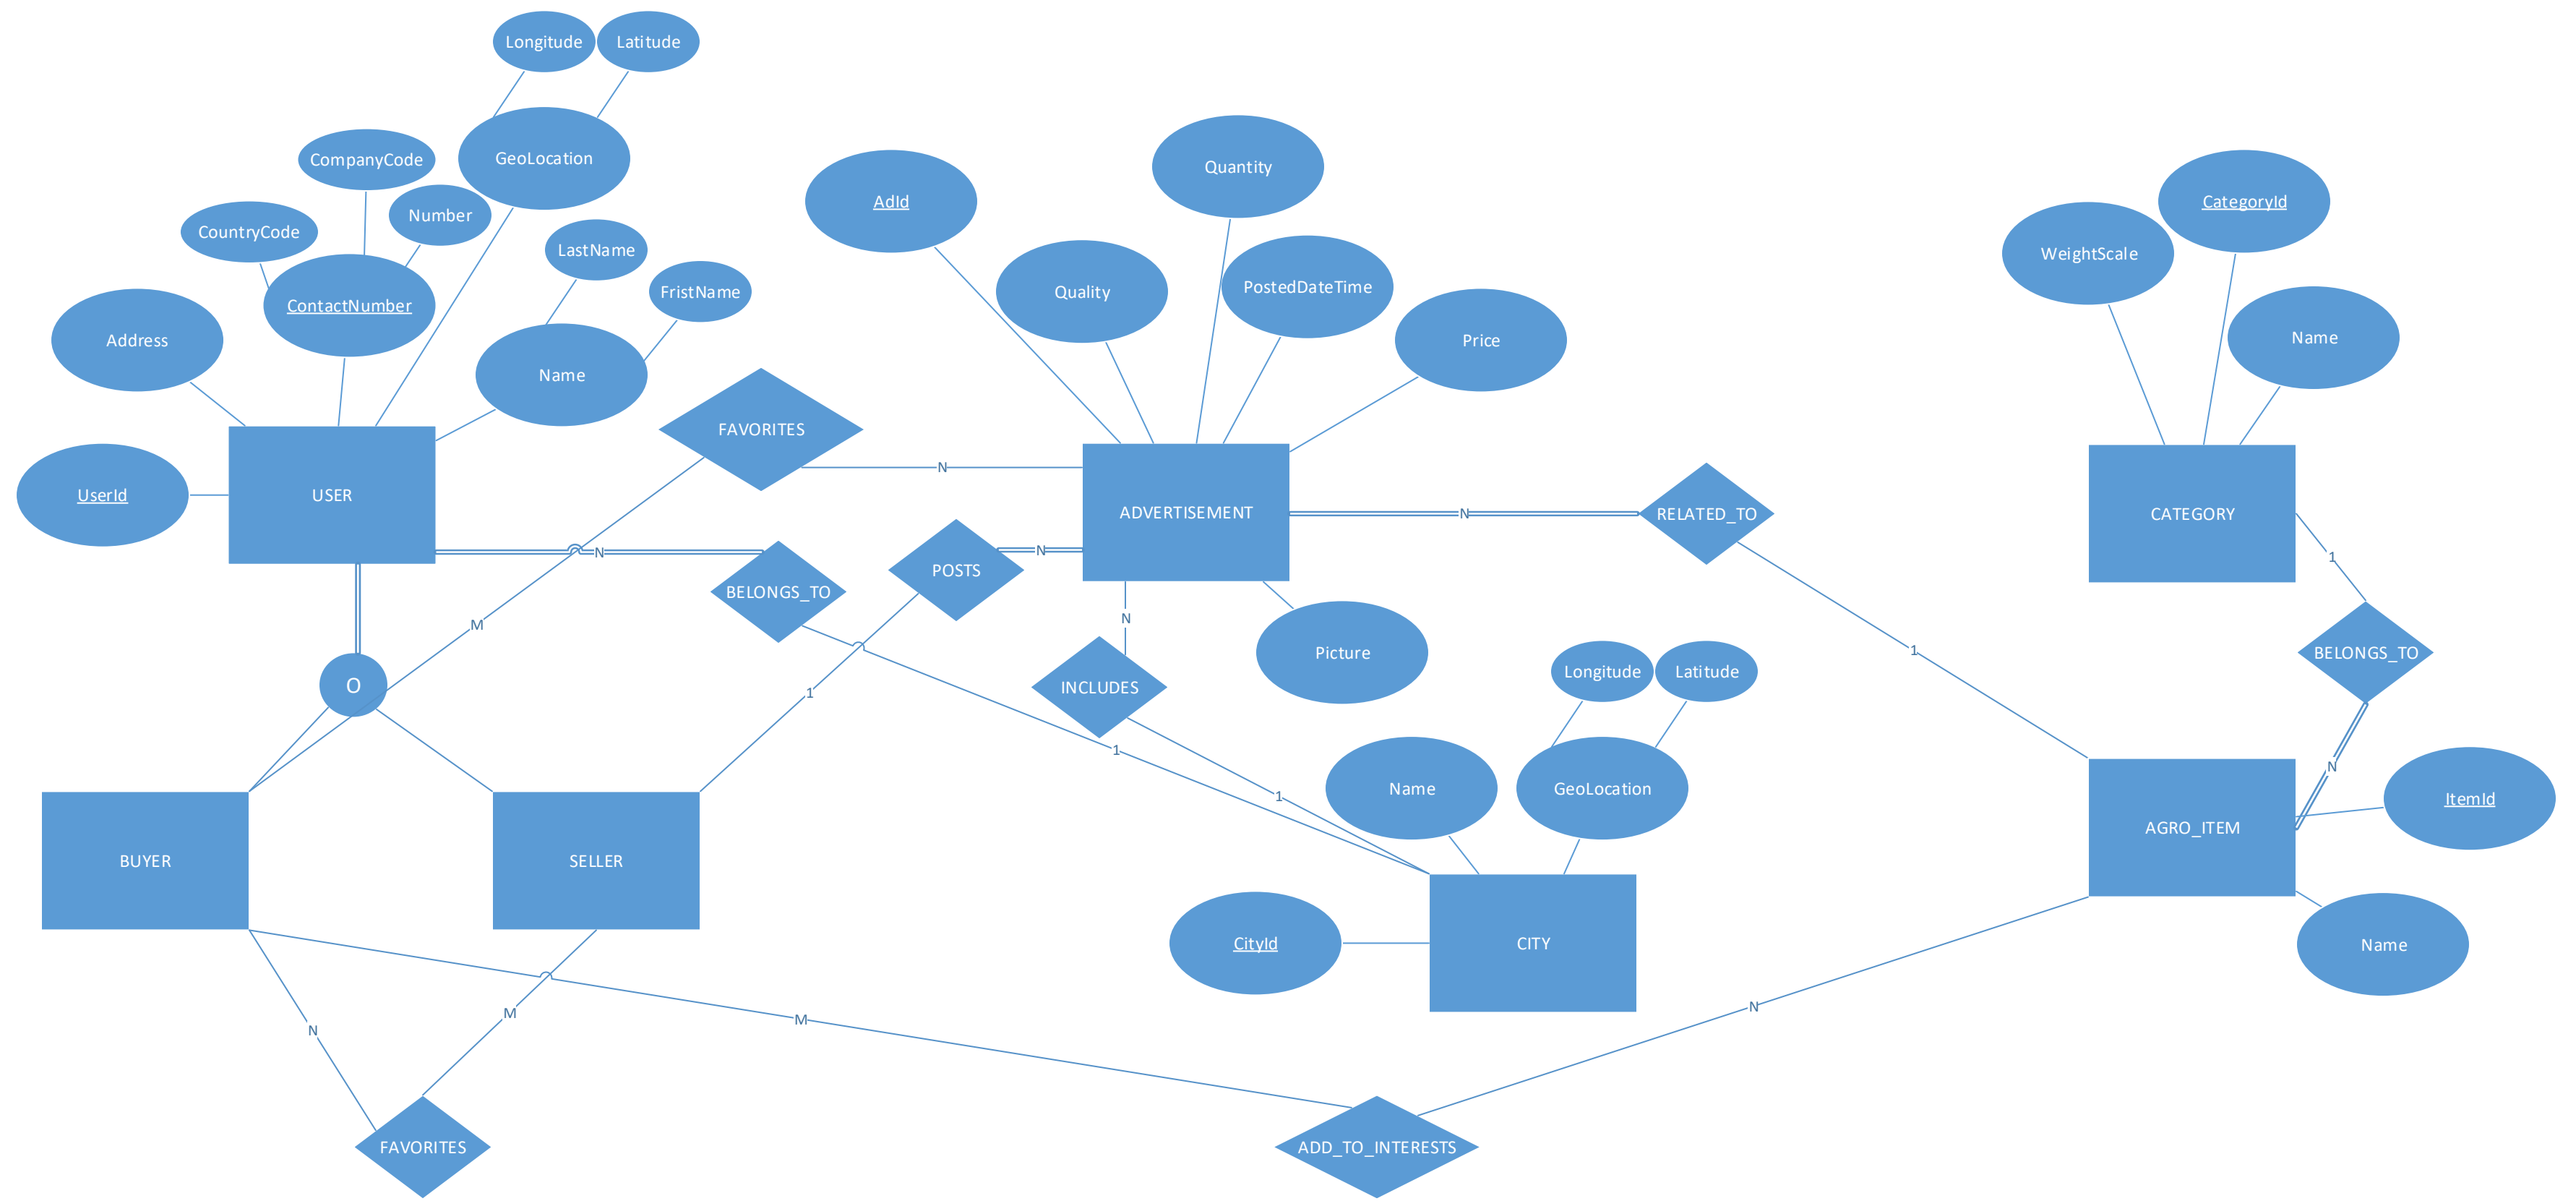 Longitude
Latitude
GeoLocation
CompanyCode
Number
CountryCode
ContactNumber
LastName
FristName
Name
Address
UserId
USER
FAVORITES
N
M
N
BELONGS_TO
1
O
BUYER
SELLER
POSTS
N
1
AdId
Quality
Quantity
PostedDateTime
Price
ADVERTISEMENT
Picture
N
INCLUDES
1
N
RELATED_TO
1
WeightScale
CategoryId
Name
CATEGORY
1
BELONGS_TO
N
AGRO_ITEM
ItemId
Name
Longitude
Latitude
Name
GeoLocation
CityId
CITY
N
M
FAVORITES
M
N
ADD_TO_INTERESTS